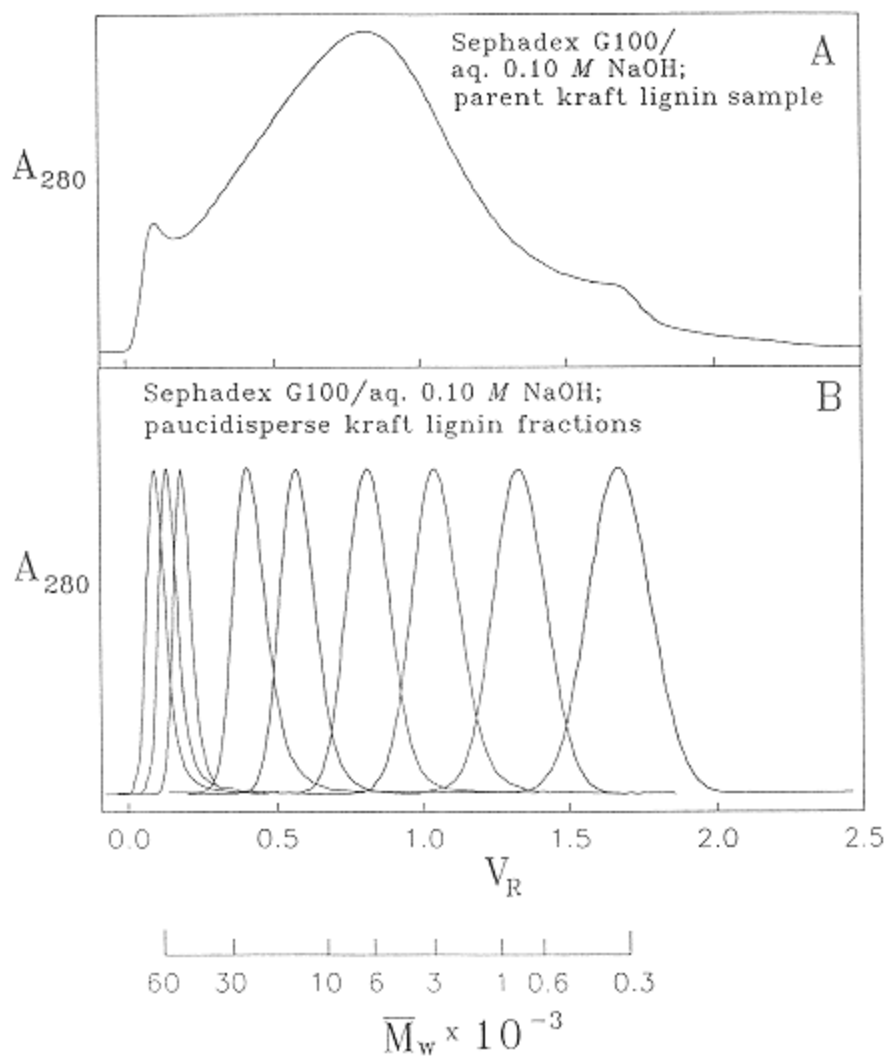 Sephadex G100/
aq. 0.10 M NaOH;
parent kraft lignin sample
A
A280
Sephadex G100/aq. 0.10 M NaOH;
paucidisperse kraft lignin fractions
B
A280
0.0 0.5 1.0 1.5 2.0 2.5
VR
60 30 10 6 3 1 0.6 0.3
M̅w x 10⁻³